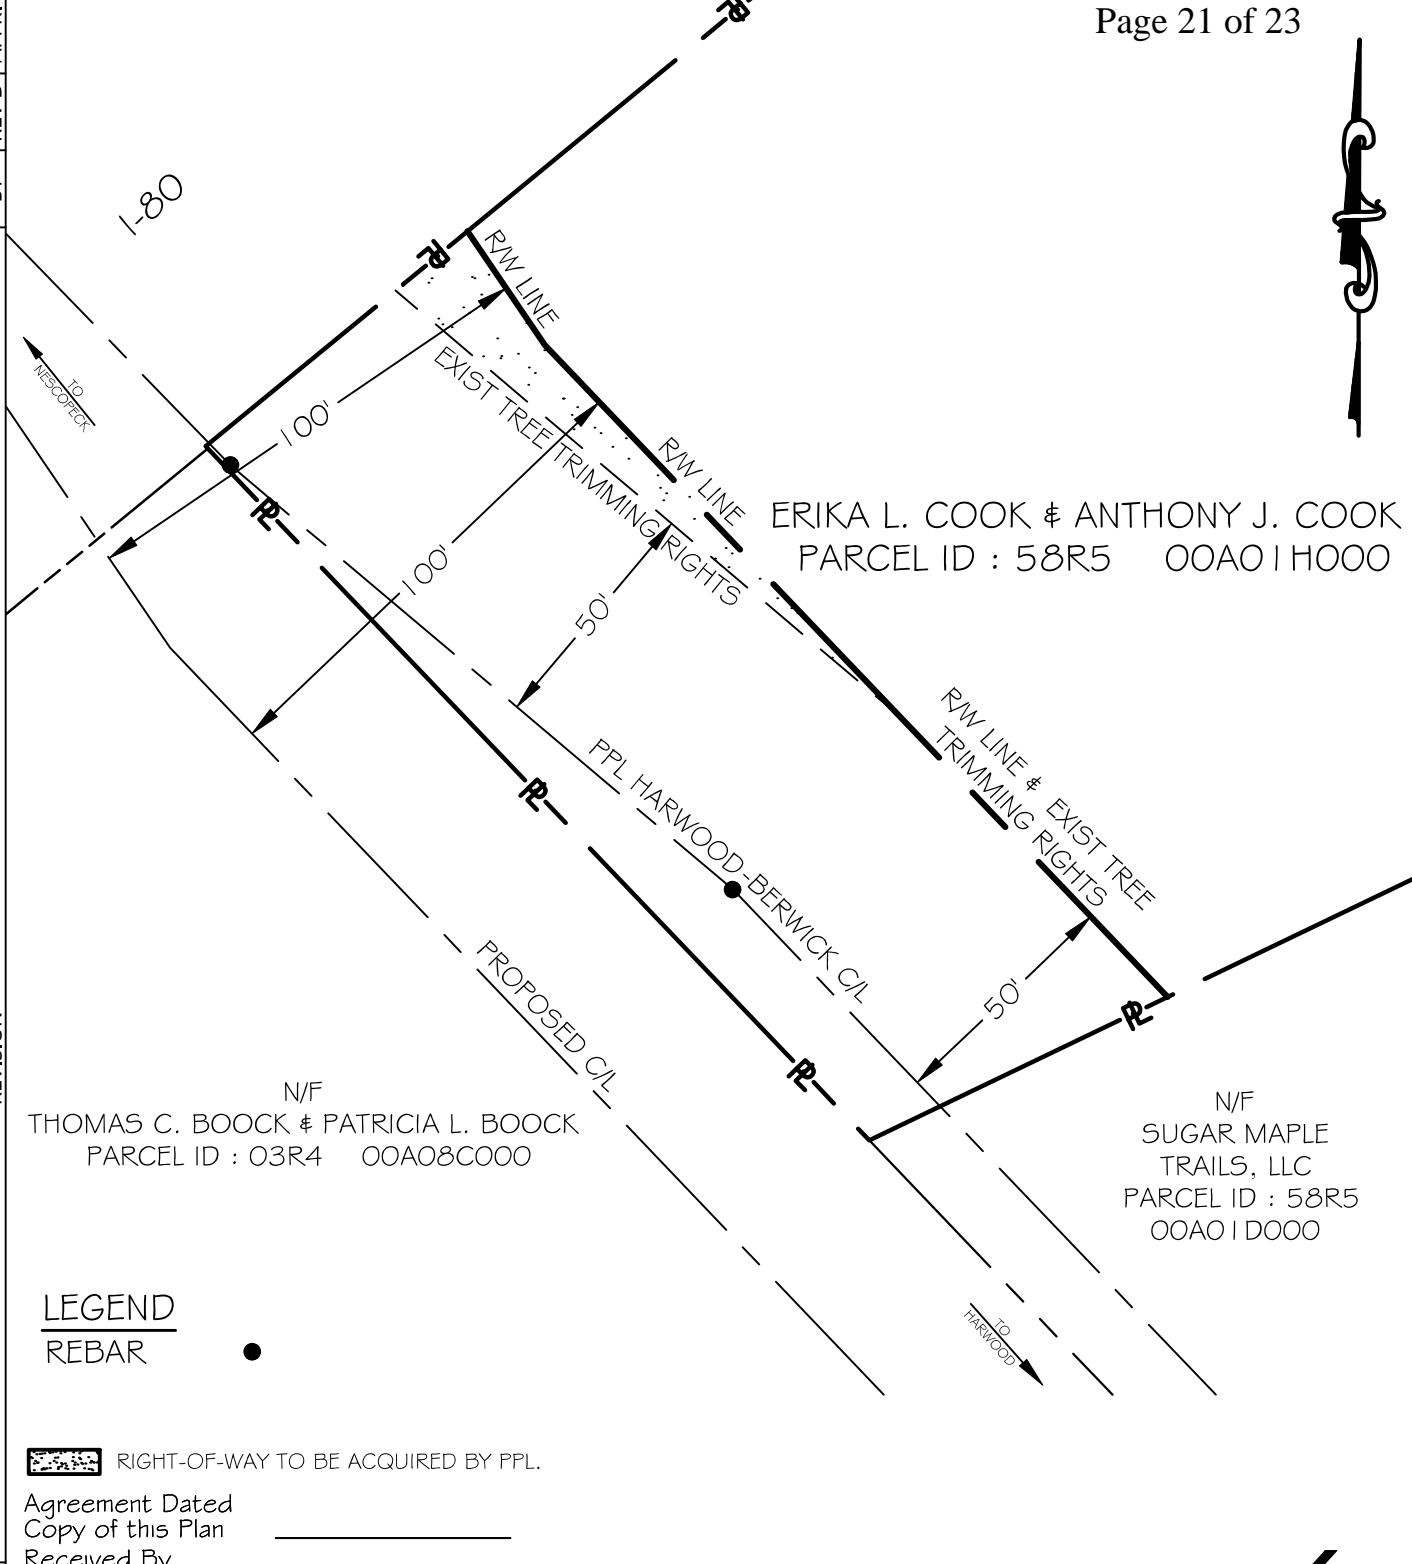 Page 21 of 23
I-80
R/W LINE
TO
NESCOPECK
100'
EXIST TREE TRIMMING RIGHTS
R/W LINE
100'
50'
ERIKA L. COOK & ANTHONY J. COOK
PARCEL ID : 58R5 00A01H000
R/W LINE & EXIST TREE
TRIMMING RIGHTS
PPL HARWOOD-BERWICK C/L
PROPOSED C/L
50'
N/F
THOMAS C. BOOCK & PATRICIA L. BOOCK
PARCEL ID : 03R4 00A08C000
N/F
SUGAR MAPLE
TRAILS, LLC
PARCEL ID : 58R5
00A01D000
LEGEND
REBAR
TO
HARWOOD
RIGHT-OF-WAY TO BE ACQUIRED BY PPL.
Agreement Dated
Copy of this Plan
Received By